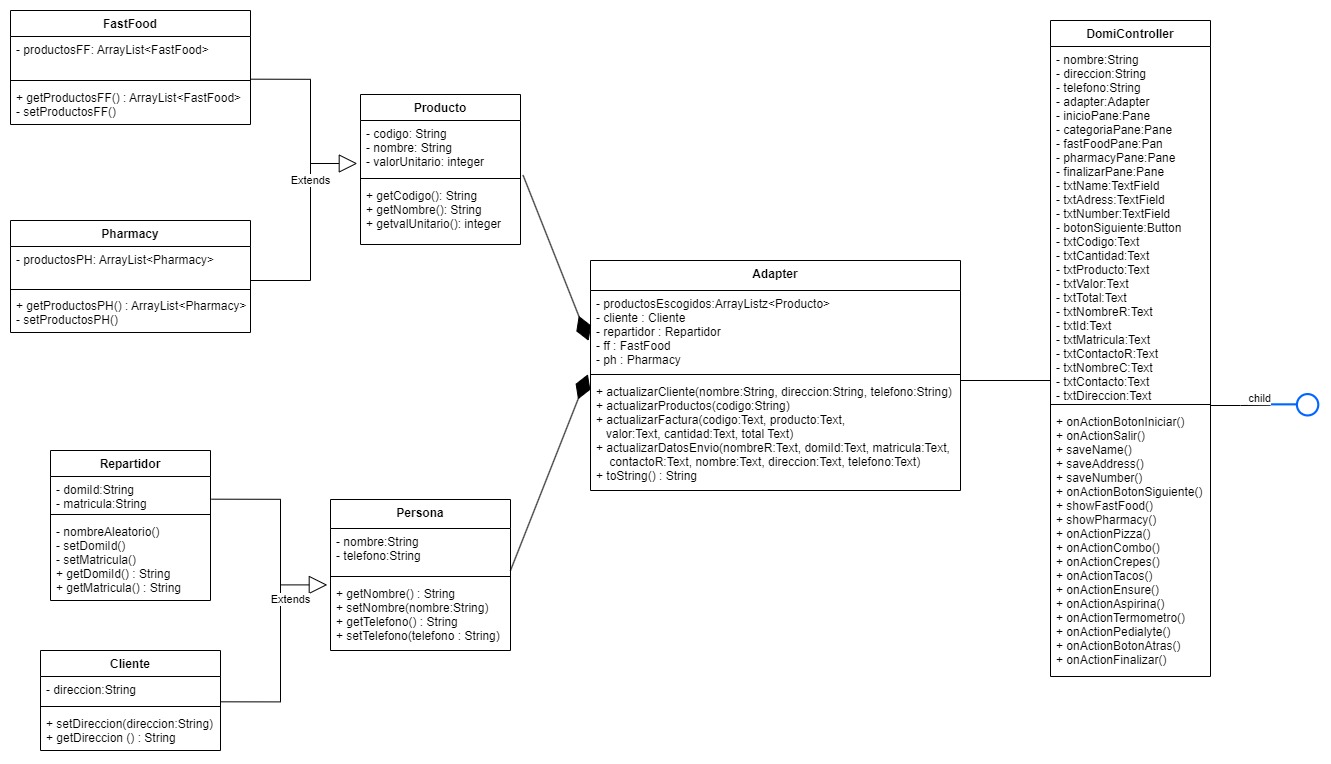 FastFood
- productosFF: ArrayList<FastFood>
+ getProductosFF() : ArrayList<FastFood>
- setProductosFF()
Pharmacy
- productosPH: ArrayList<Pharmacy>
+ getProductosPH() : ArrayList<Pharmacy>
- setProductosPH()
Extends
Producto
- codigo: String
- nombre: String
- valorUnitario: integer
+ getCodigo(): String
+ getNombre(): String
+ getvalUnitario(): integer
Repartidor
- domiId:String
- matricula:String
- nombreAleatorio()
- setDomiId()
- setMatricula()
+ getDomiId() : String
+ getMatricula() : String
Cliente
- direccion:String
+ setDireccion(direccion:String)
+ getDireccion () : String
Extends
Persona
- nombre:String
- telefono:String
+ getNombre() : String
+ setNombre(nombre:String)
+ getTelefono() : String
+ setTelefono(telefono : String)
Adapter
- productosEscogidos:ArrayListz<Producto>
- cliente : Cliente
- repartidor : Repartidor
- ff : FastFood
- ph : Pharmacy
+ actualizarCliente(nombre:String, direccion:String, telefono:String)
+ actualizarProductos(codigo:String)
+ actualizarFactura(codigo:Text, producto:Text,
valor:Text, cantidad:Text, total Text)
+ actualizarDatosEnvio(nombreR:Text, domiId:Text, matricula:Text,
contactoR:Text, nombre:Text, direccion:Text, telefono:Text)
+ toString() : String
DomiController
- nombre:String
- direccion:String
- telefono:String
- adapter:Adapter
- inicioPane:Pane
- categoriaPane:Pane
- fastFoodPane:Pan
- pharmacyPane:Pane
- finalizarPane:Pane
- txtName:TextField
- txtAdress:TextField
- txtNumber:TextField
- botonSiguiente:Button
- txtCodigo:Text
- txtCantidad:Text
- txtProducto:Text
- txtValor:Text
- txtTotal:Text
- txtNombreR:Text
- txtId:Text
- txtMatricula:Text
- txtContactoR:Text
- txtNombreC:Text
- txtContacto:Text
- txtDireccion:Text
+ onActionBotonIniciar()
+ onActionSalir()
+ saveName()
+ saveAddress()
+ saveNumber()
+ onActionBotonSiguiente()
+ showFastFood()
+ showPharmacy()
+ onActionPizza()
+ onActionCombo()
+ onActionCrepes()
+ onActionTacos()
+ onActionEnsure()
+ onActionAspirina()
+ onActionTermometro()
+ onActionPedialyte()
+ onActionBotonAtras()
+ onActionFinalizar()
child